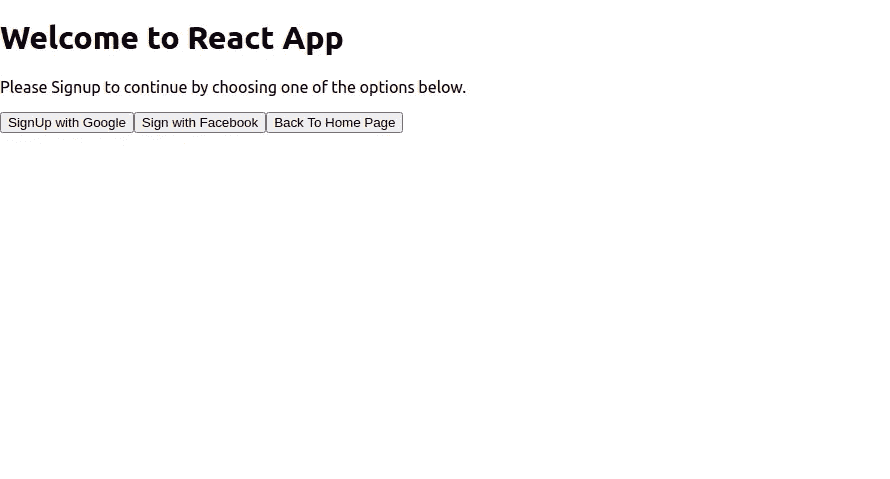 Welcome to React App
Please Signup to continue by choosing one of the options below.
SignUp with Google Sign with Facebook Back To Home Page